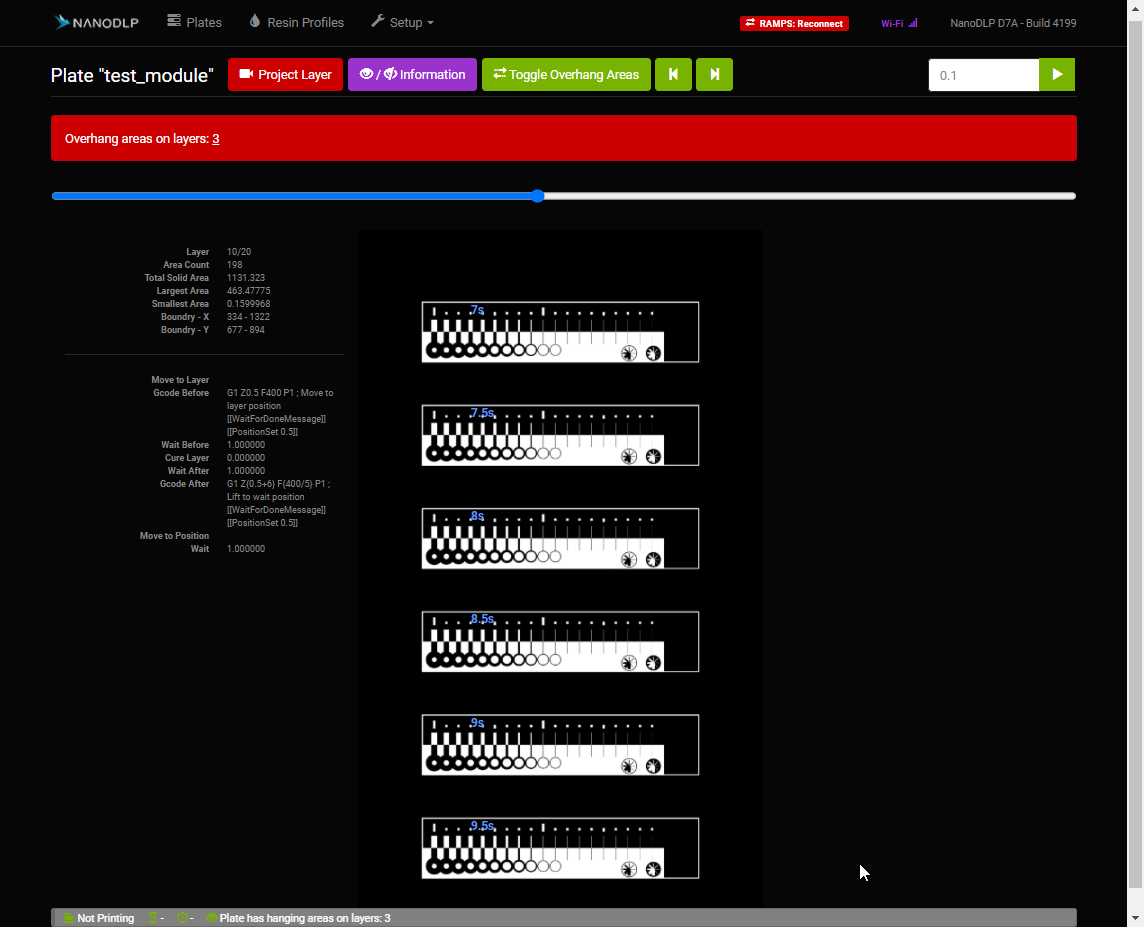 NANODLP Plates Resin Profiles Setup RAMPS: Reconnect Wi-Fi NanoDLP D7A - Build 4199
Plate "test_module" Project Layer / Information Toggle Overhang Areas 0.1
Overhang areas on layers: 3
Layer 10/20
Area Count 198
Total Solid Area 1131.323
Largest Area 463.47775
Smallest Area 0.1599968
Boundry - X 334 - 1322
Boundry - Y 677 - 894
Move to Layer
Gcode Before G1 Z0.5 F400 P1 ; Move to
layer position
[[WaitForDoneMessage]]
[[PositionSet 0.5]]
Wait Before 1.000000
Cure Layer 0.000000
Wait After 1.000000
Gcode After G1 Z{0.5+6} F{400/5} P1 ;
Lift to wait position
[[WaitForDoneMessage]]
[[PositionSet 0.5]]
Move to Position
Wait 1.000000
7s
7.5s
8s
8.5s
9s
9.5s
Not Printing - - Plate has hanging areas on layers: 3